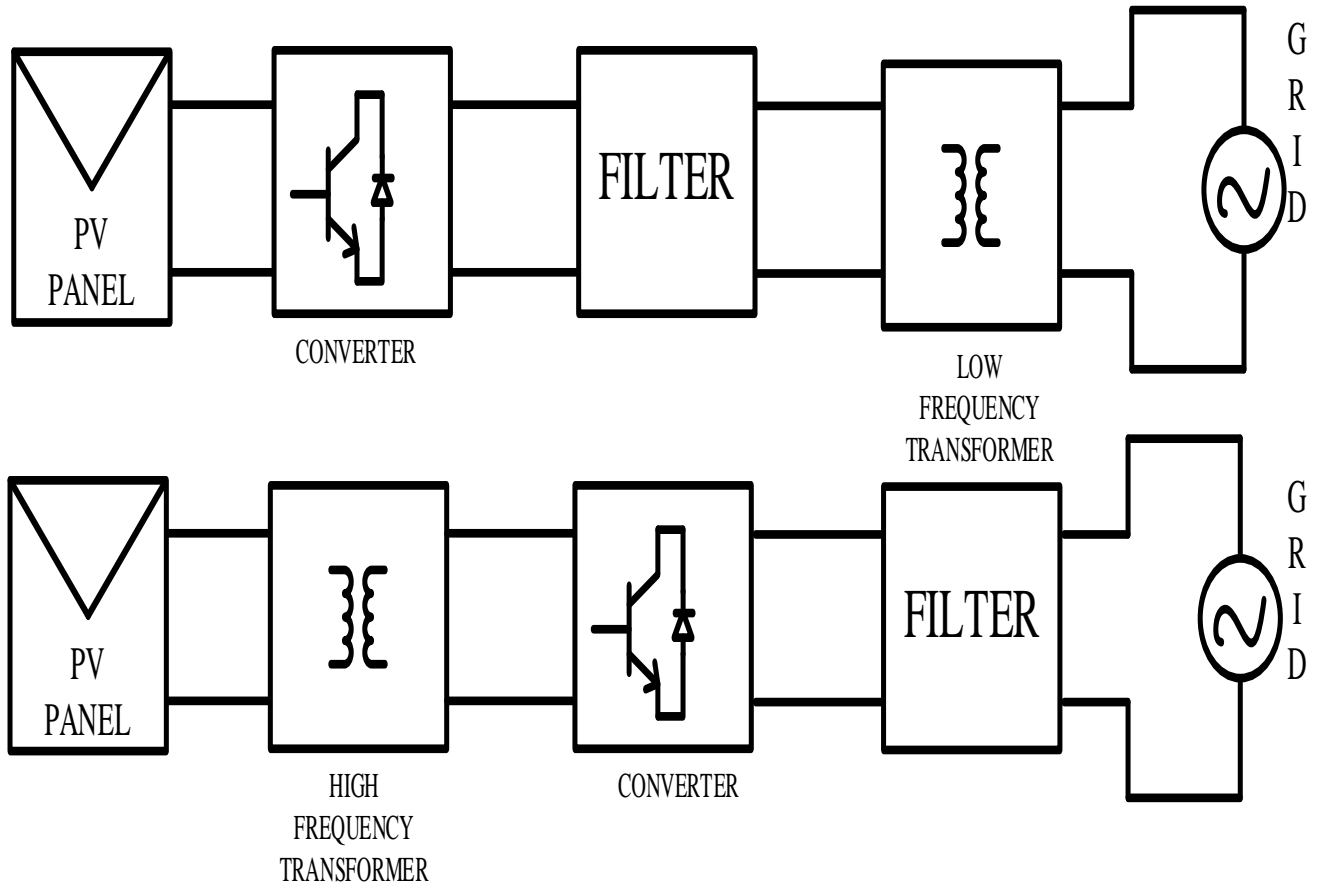 PV
PANEL
CONVERTER
FILTER
LOW
FREQUENCY
TRANSFORMER
G
R
I
D
PV
PANEL
HIGH
FREQUENCY
TRANSFORMER
CONVERTER
FILTER
G
R
I
D